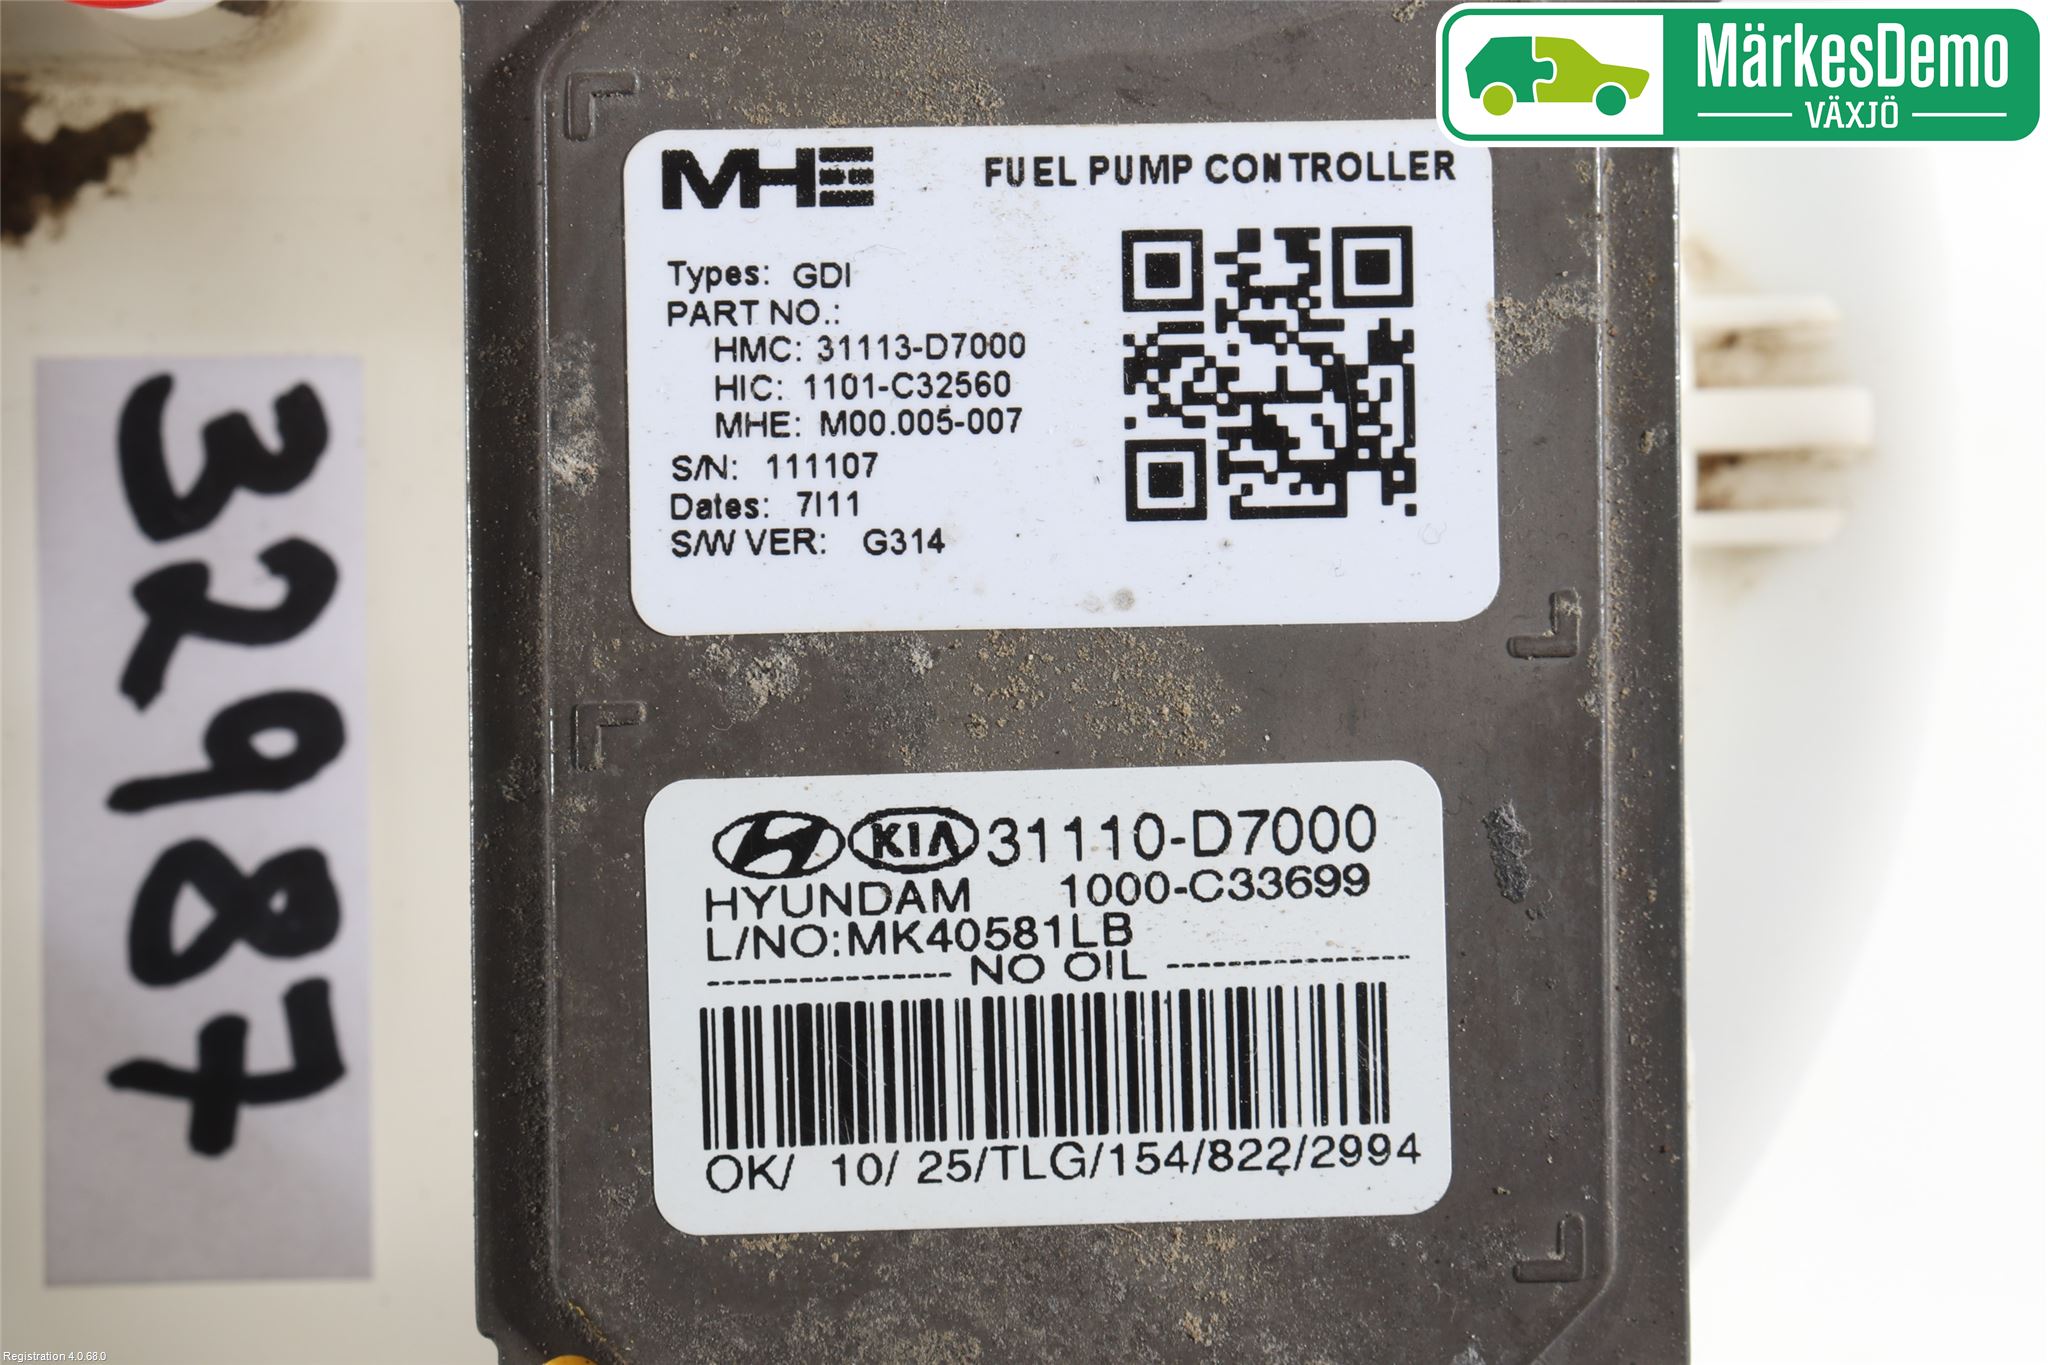 MärkesDemo
VÄXJÖ
MHE FUEL PUMP CONTROLLER
Types: GDI
PART NO.:
HMC: 31113-D7000
HIC: 1101-C32560
MHE: M00.005-007
S/N: 111107
Dates: 7I11
S/W VER: G314
KIA 31110-D7000
HYUNDAM 1000-C33699
L/NO:MK40581LB
------------- NO OIL -------------
OK/ 10/ 25/TLG/154/822/2994
32987
Registration 4.0.68.0